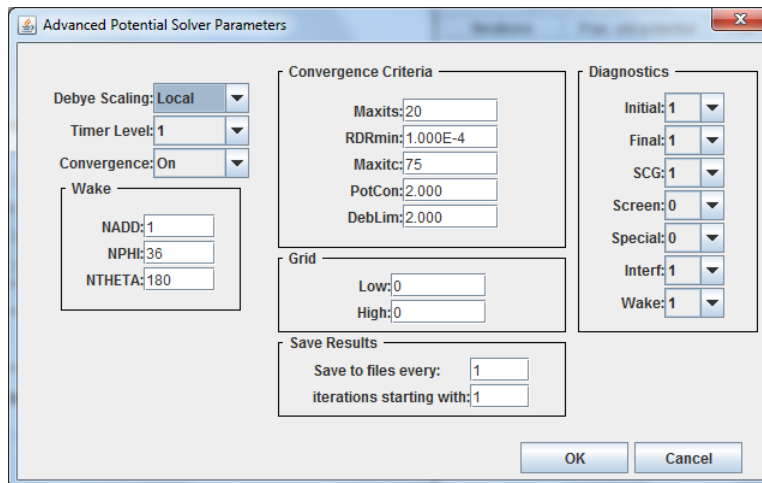 Advanced Potential Solver Parameters
Debye Scaling: Local
Timer Level: 1
Convergence: On
Wake
NADD: 1
NPHI: 36
NTHETA: 180
Convergence Criteria
Maxits: 20
RDRmin: 1.000E-4
Maxitc: 75
PotCon: 2.000
DebLim: 2.000
Grid
Low: 0
High: 0
Save Results
Save to files every: 1
iterations starting with: 1
Diagnostics
Initial: 1
Final: 1
SCG: 1
Screen: 0
Special: 0
Interf: 1
Wake: 1
OK Cancel